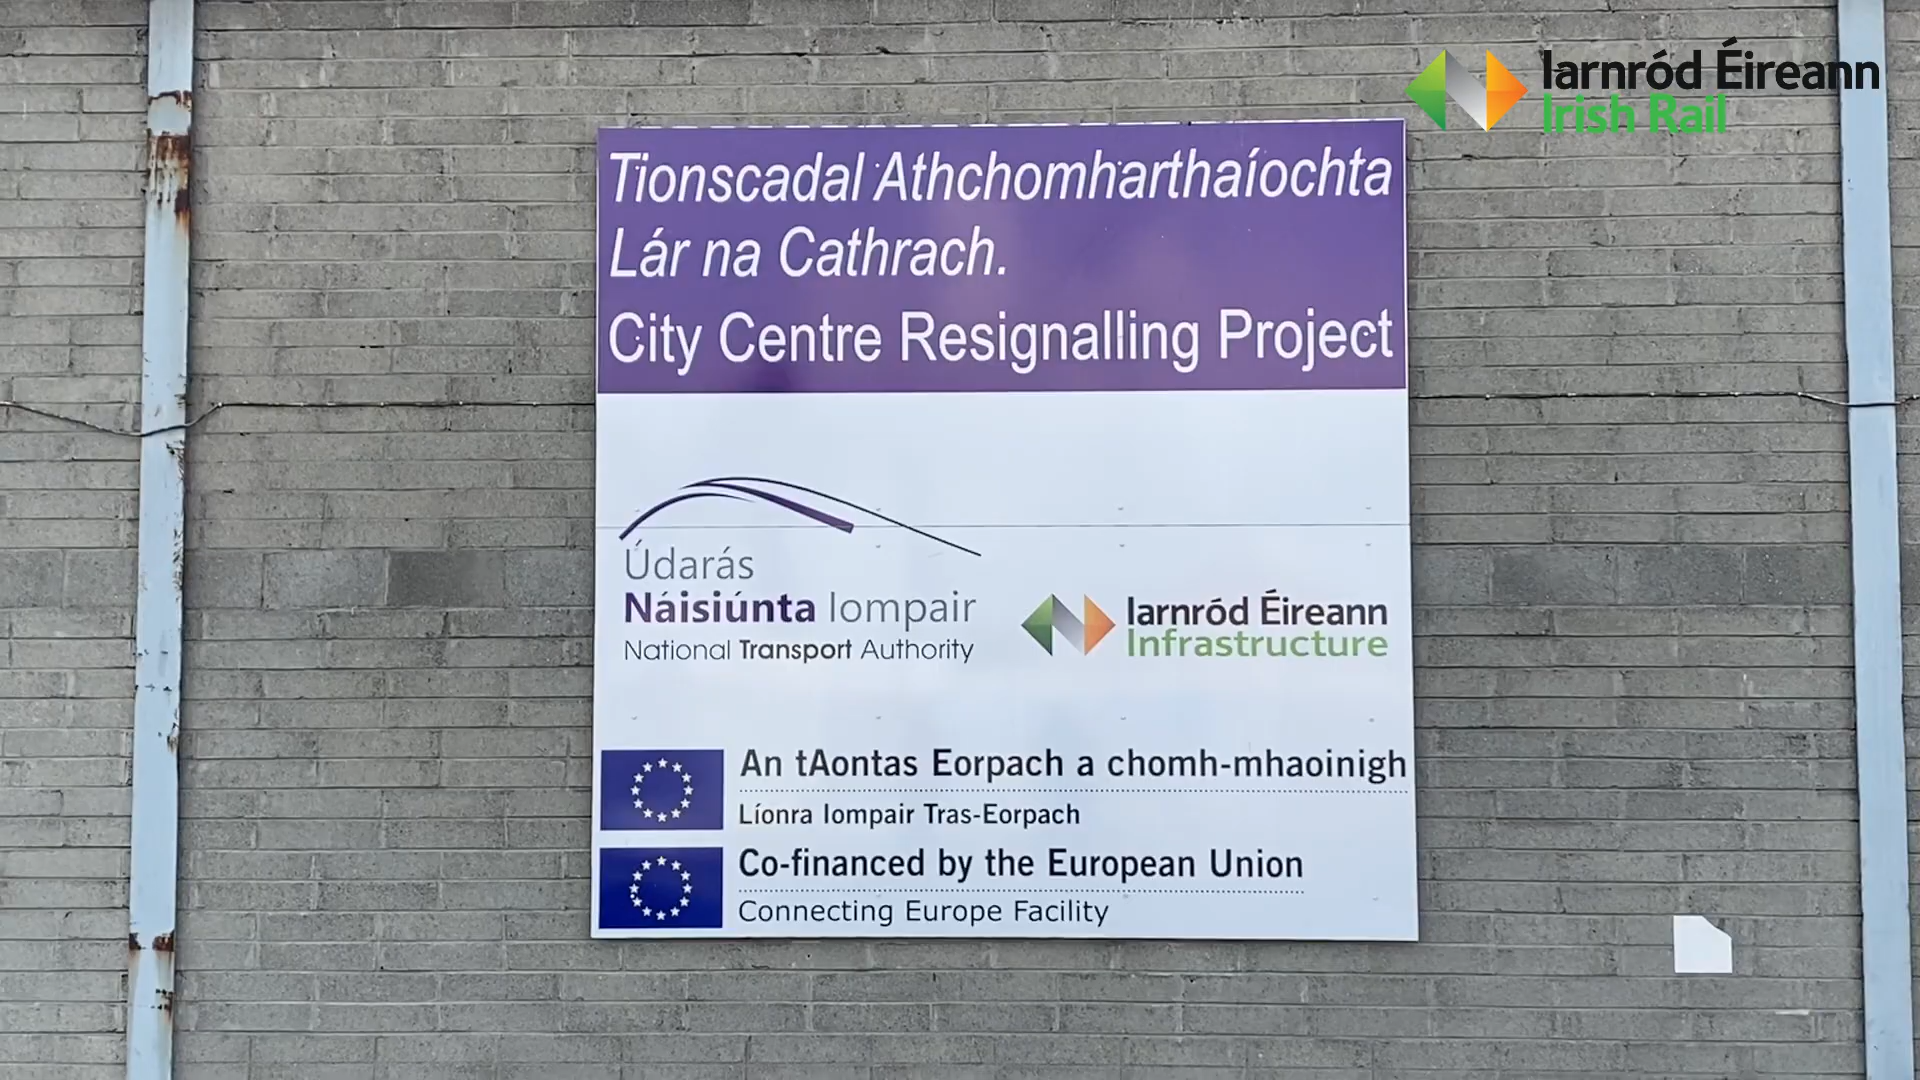 Iarnród Éireann
Irish Rail
Tionscadal Athchomharthaíochta
Lár na Cathrach.
City Centre Resignalling Project
Údarás
Náisiúnta Iompair
National Transport Authority
Iarnród Éireann
Infrastructure
An tAontas Eorpach a chomh-mhaoinigh
Líonra Iompair Tras-Eorpach
Co-financed by the European Union
Connecting Europe Facility